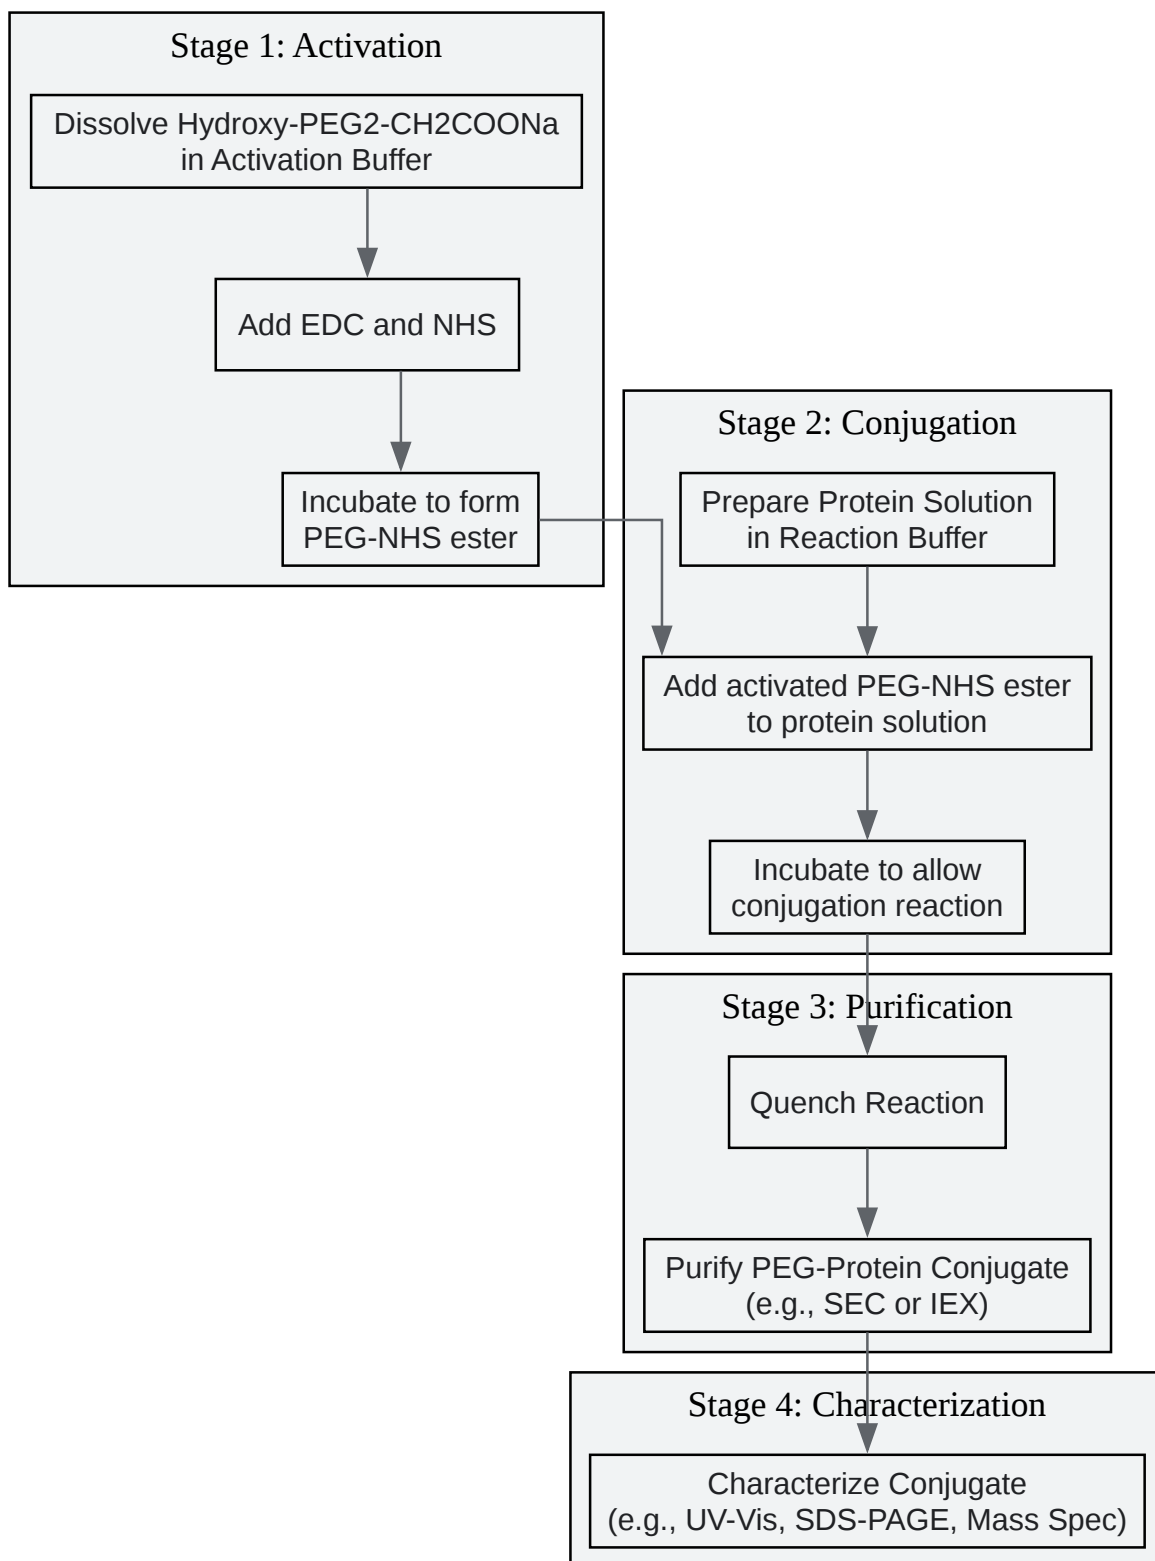 Stage 1: Activation
Dissolve Hydroxy-PEG2-CH2COONa
in Activation Buffer
Add EDC and NHS
Incubate to form
PEG-NHS ester
Stage 2: Conjugation
Prepare Protein Solution
in Reaction Buffer
Add activated PEG-NHS ester
to protein solution
Incubate to allow
conjugation reaction
Stage 3: Purification
Quench Reaction
Purify PEG-Protein Conjugate
(e.g., SEC or IEX)
Stage 4: Characterization
Characterize Conjugate
(e.g., UV-Vis, SDS-PAGE, Mass Spec)